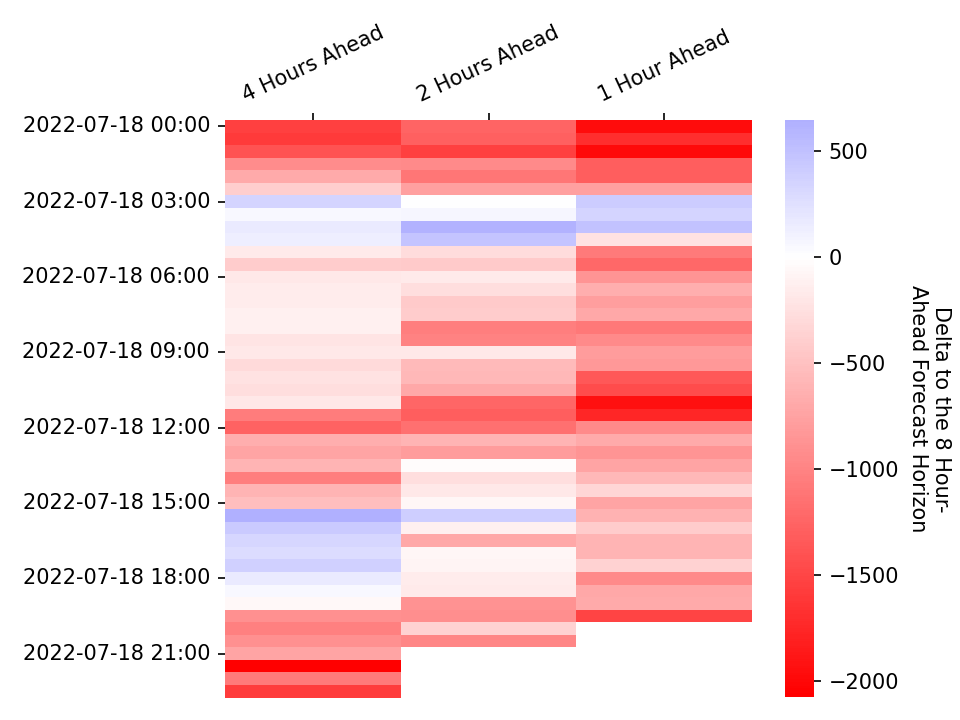 4 Hours Ahead
2 Hours Ahead
1 Hour Ahead
2022-07-18 00:00
2022-07-18 03:00
2022-07-18 06:00
2022-07-18 09:00
2022-07-18 12:00
2022-07-18 15:00
2022-07-18 18:00
2022-07-18 21:00
500
0
−500
−1000
−1500
−2000
Delta to the 8 Hour-
Ahead Forecast Horizon